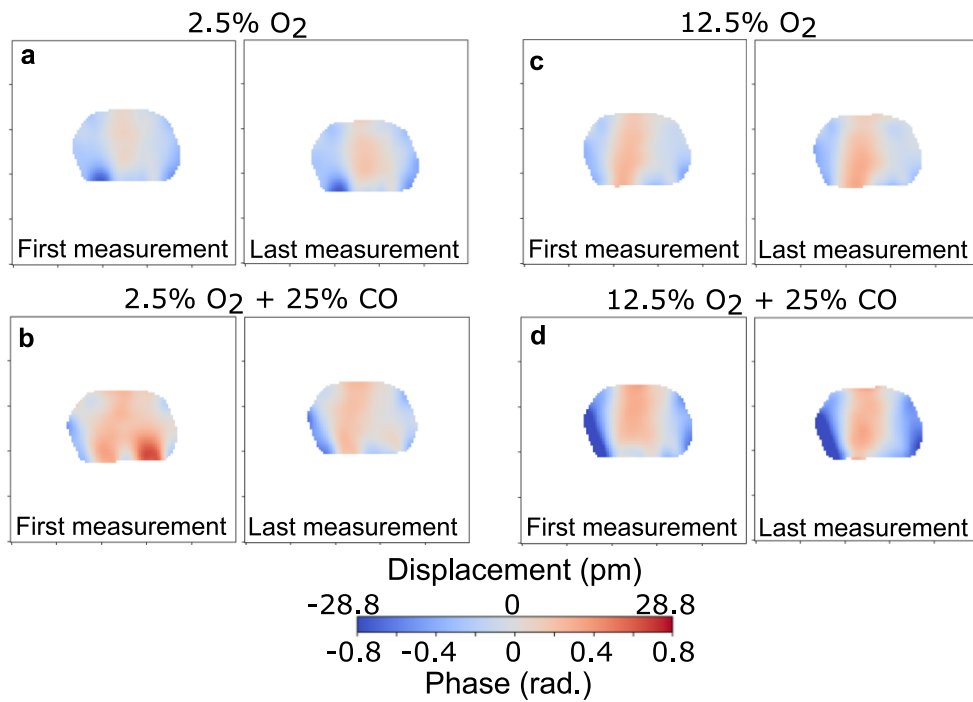 2.5% O2
12.5% O2
a
c
First measurement
Last measurement
First measurement
Last measurement
2.5% O2 + 25% CO
12.5% O2 + 25% CO
b
d
First measurement
Last measurement
First measurement
Last measurement
Displacement (pm)
-28.8 0 28.8
-0.8 -0.4 0 0.4 0.8
Phase (rad.)